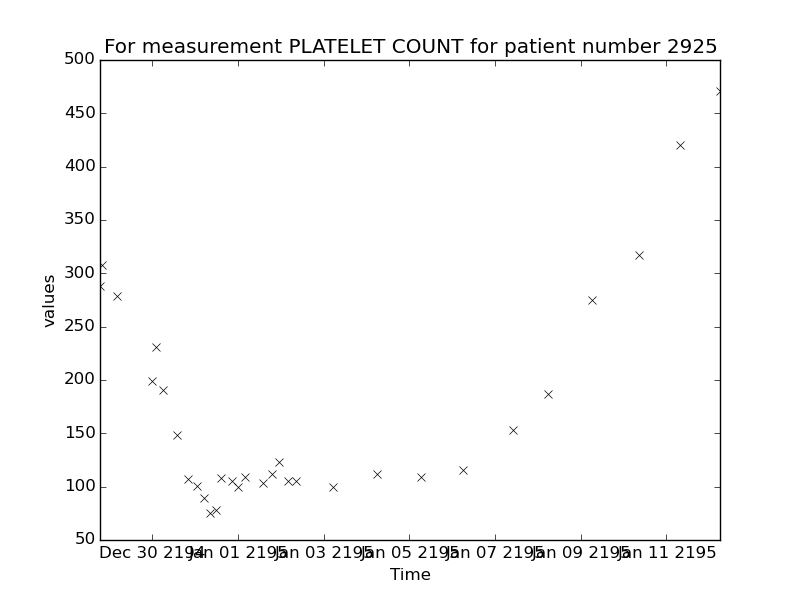 For measurement PLATELET COUNT for patient number 2925
500
450
400
350
300
250
200
150
100
50
values
Dec 30 2194 Jan 01 2195 Jan 03 2195 Jan 05 2195 Jan 07 2195 Jan 09 2195 Jan 11 2195
Time